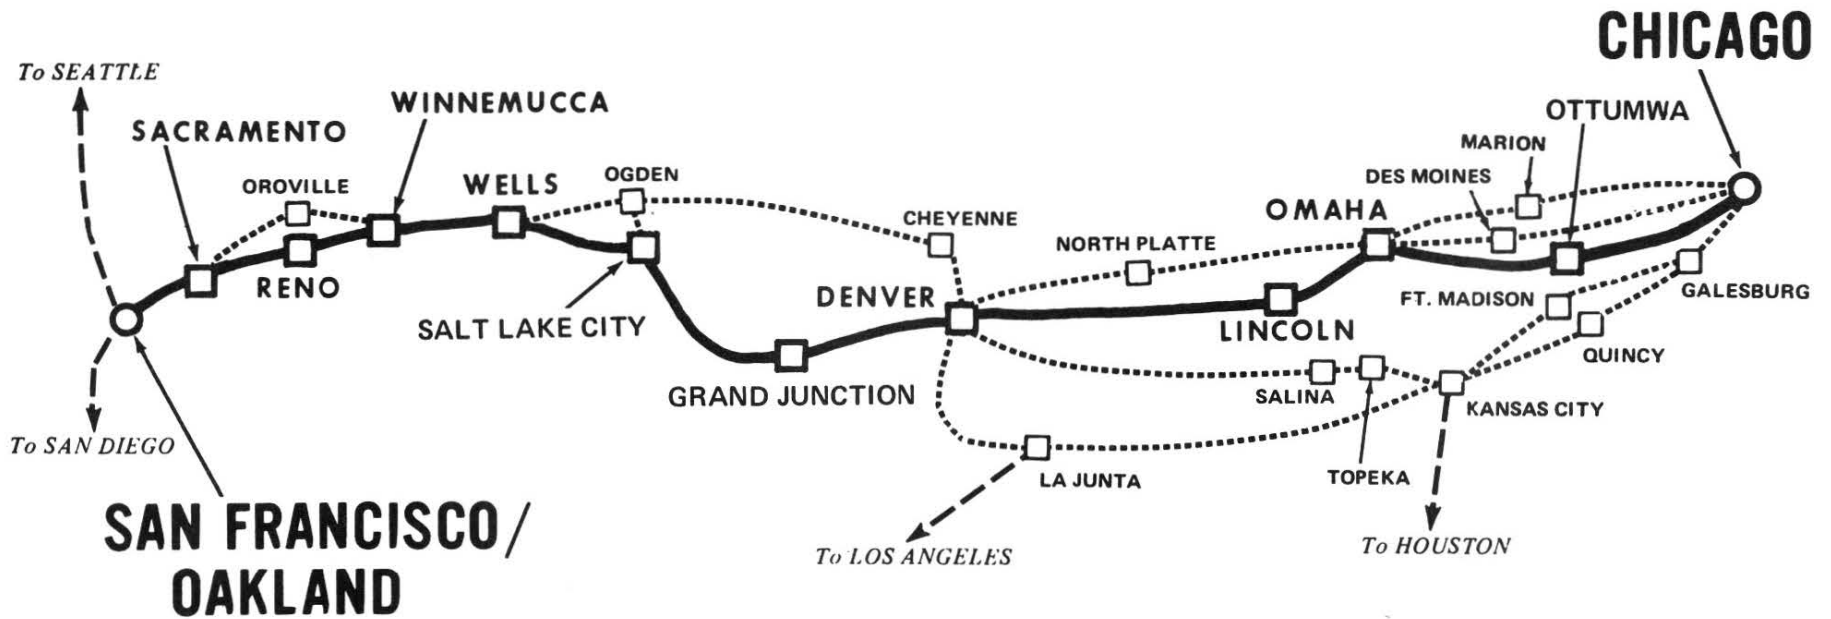 CHICAGO
To SEATTLE
WINNEMUCCA
OTTUMWA
SACRAMENTO
MARION
DES MOINES
OROVILLE
WELLS
OGDEN
OMAHA
CHEYENNE
NORTH PLATTE
RENO
DENVER
GALESBURG
FT. MADISON
SALT LAKE CITY
LINCOLN
QUINCY
GRAND JUNCTION
SALINA
KANSAS CITY
To SAN DIEGO
LA JUNTA
TOPEKA
SAN FRANCISCO/
OAKLAND
To LOS ANGELES
To HOUSTON